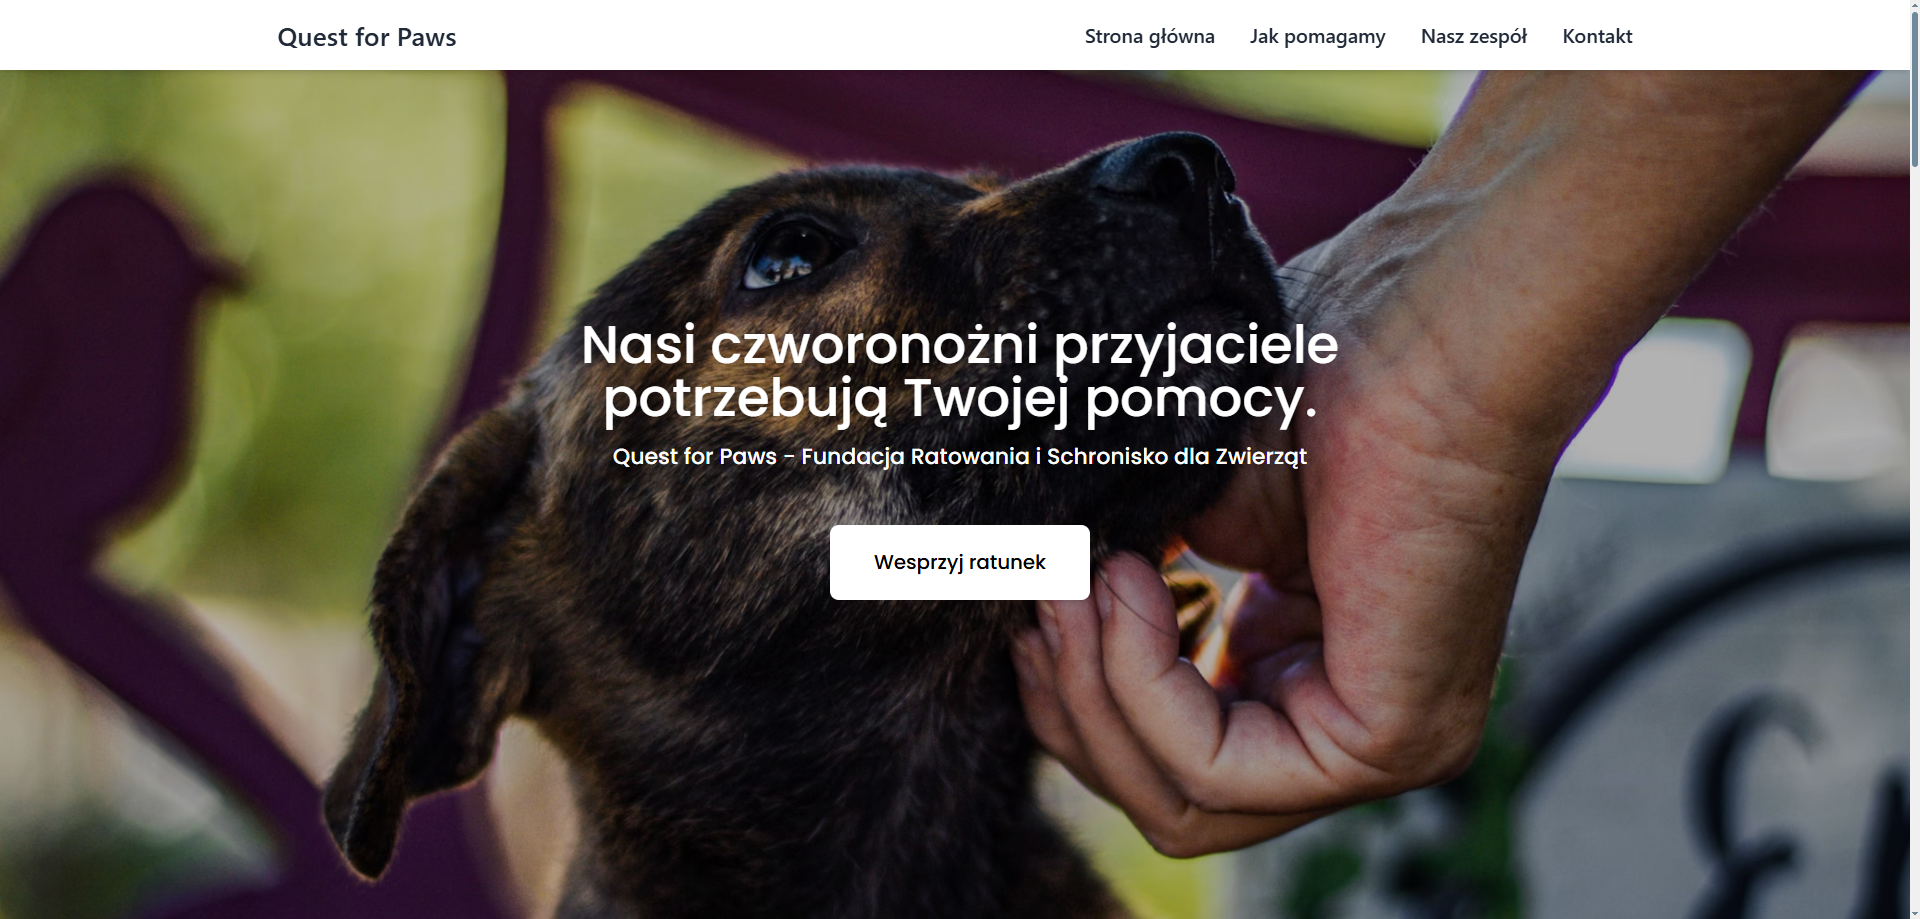 Quest for Paws
Strona główna
Jak pomagamy
Nasz zespół
Kontakt
Nasi czworonożni przyjaciele
potrzebują Twojej pomocy.
Quest for Paws - Fundacja Ratowania i Schronisko dla Zwierząt
Wesprzyj ratunek